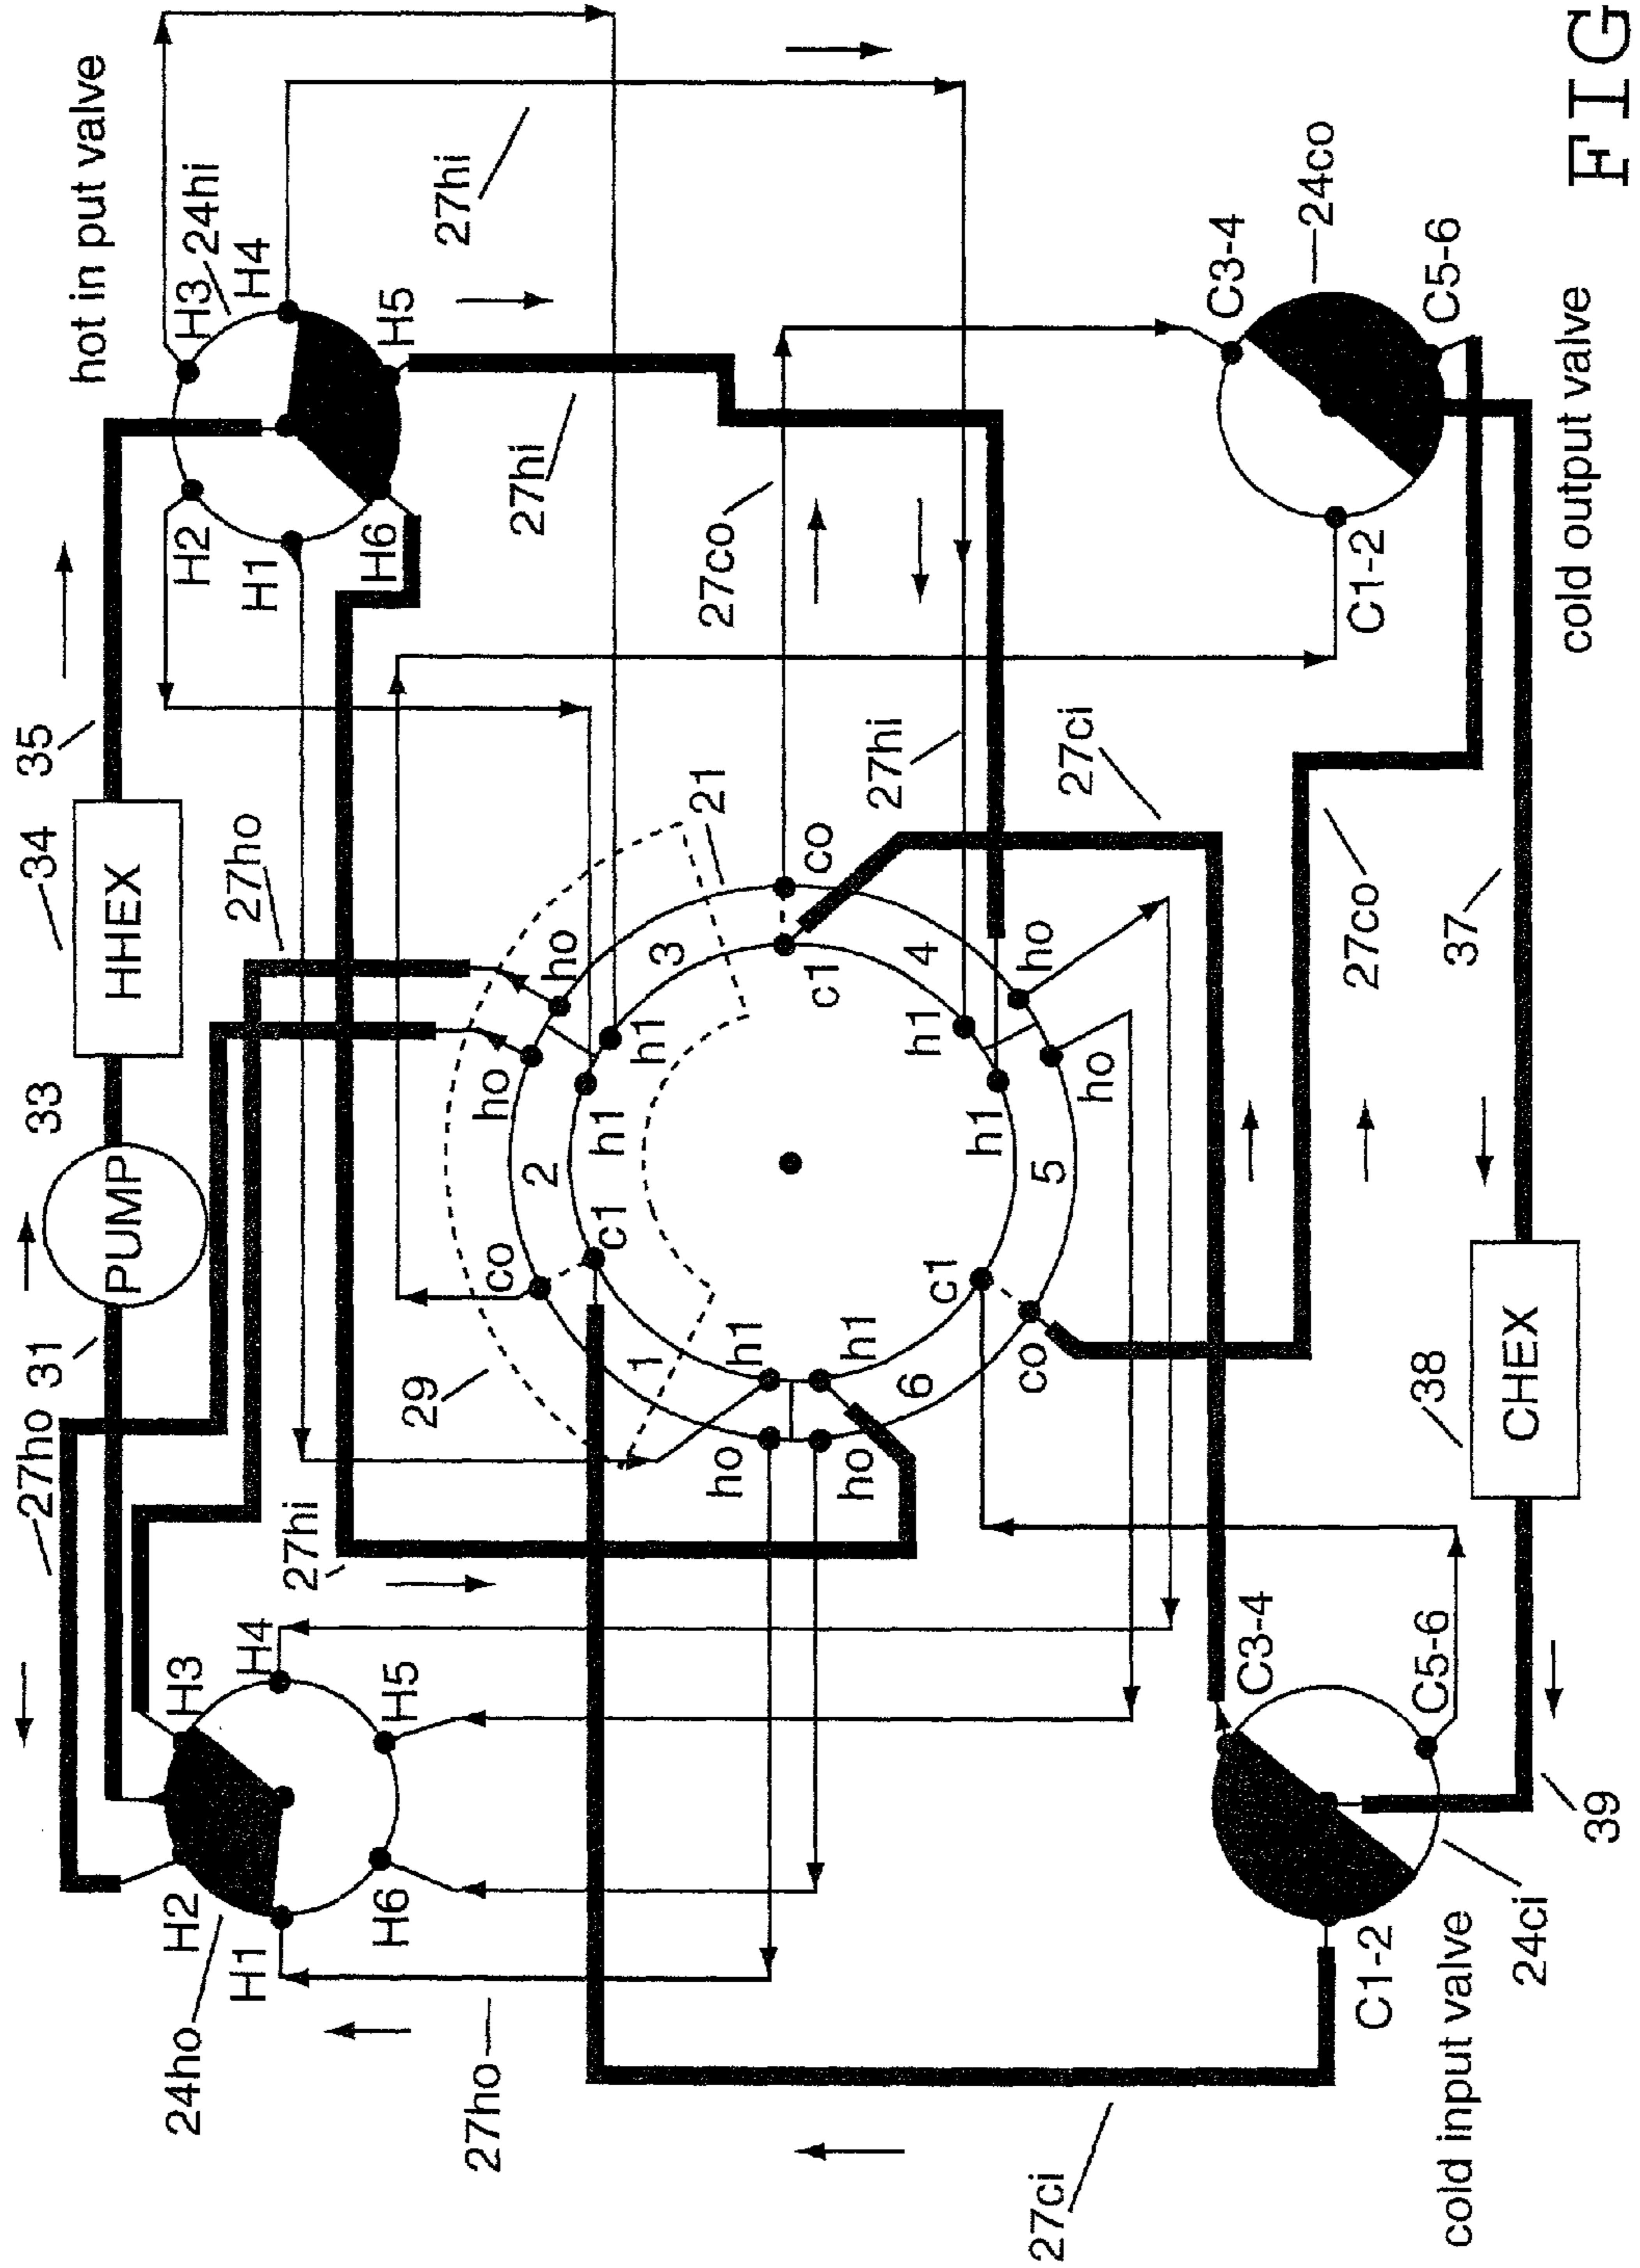 hot in put valve
35
34
HHEX
33
PUMP
31
27ho
H3
24hi
H4
H5
H2
H1
H6
27hi
27hi
27ho
27hi
H3
H4
H5
H2
H1
H6
24ho
27ho
21
29
co
c1
2
ho
ho
h1
h1
3
co
c1
1
h1
ho
h1
ho
6
4
h1
ho
h1
ho
5
c1
co
27co
27hi
27ci
C3-4
24co
C5-6
C1-2
cold output valve
27co
37
38
CHEX
39
C3-4
C5-6
C1-2
24ci
cold input valve
27ci
FIG